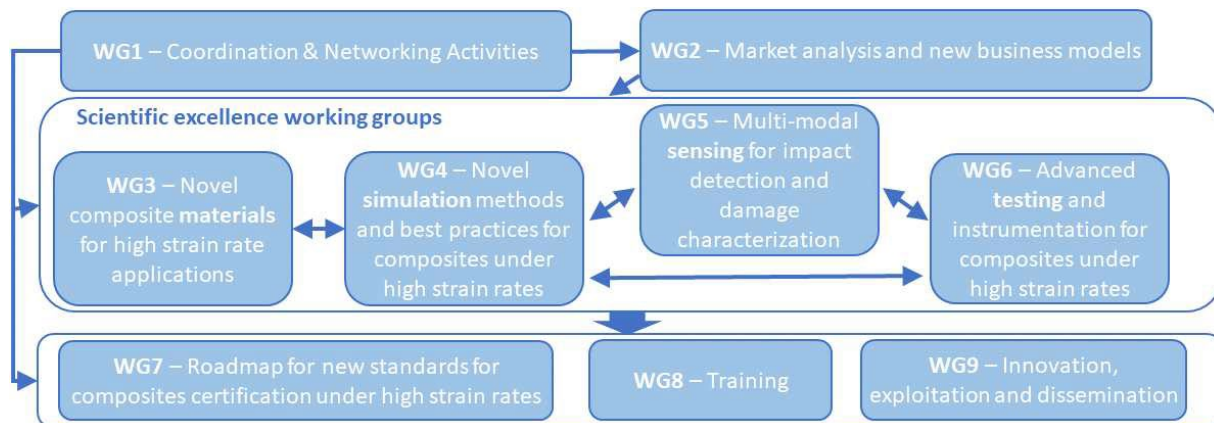 WG1 – Coordination & Networking Activities
WG2 – Market analysis and new business models
Scientific excellence working groups
WG3 – Novel
composite materials
for high strain rate
applications
WG4 – Novel
simulation methods
and best practices for
composites under
high strain rates
WG5 – Multi-modal
sensing for impact
detection and
damage
characterization
WG6 – Advanced
testing and
instrumentation for
composites under
high strain rates
WG7 – Roadmap for new standards for
composites certification under high strain rates
WG8 – Training
WG9 – Innovation,
exploitation and dissemination